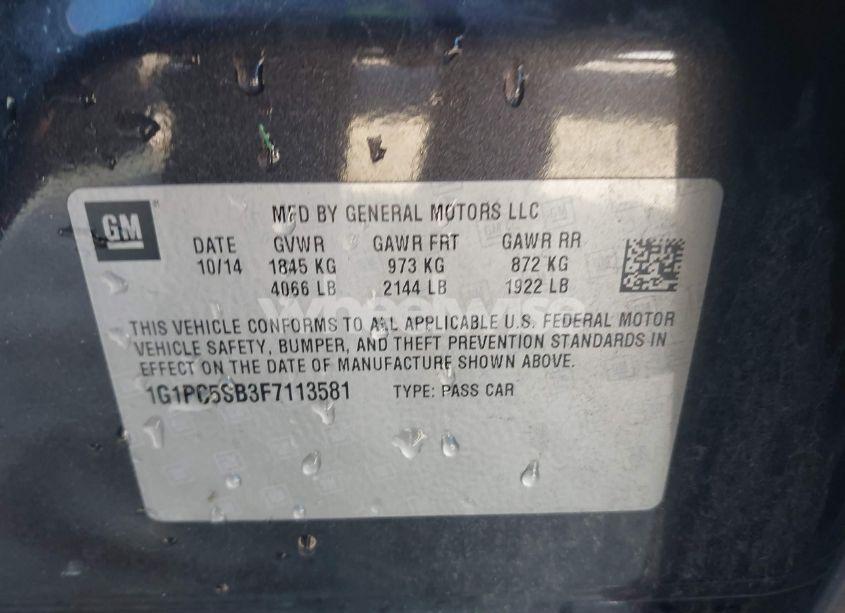 GM
MFD BY GENERAL MOTORS LLC
DATE GVWR GAWR FRT GAWR RR
10/14 1845 KG 973 KG 872 KG
4066 LB 2144 LB 1922 LB
THIS VEHICLE CONFORMS TO ALL APPLICABLE U.S. FEDERAL MOTOR
VEHICLE SAFETY, BUMPER, AND THEFT PREVENTION STANDARDS IN
EFFECT ON THE DATE OF MANUFACTURE SHOWN ABOVE.
1G1PC5SB3F7113581 TYPE: PASS CAR